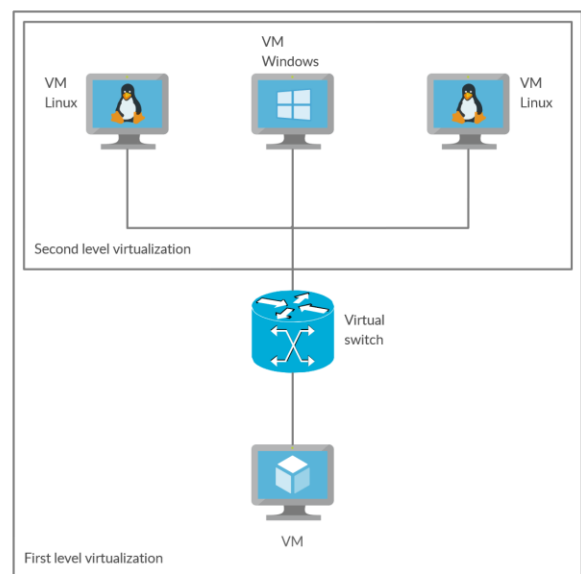 VM
Windows
VM
Linux
VM
Linux
Second level virtualization
Virtual
switch
VM
First level virtualization